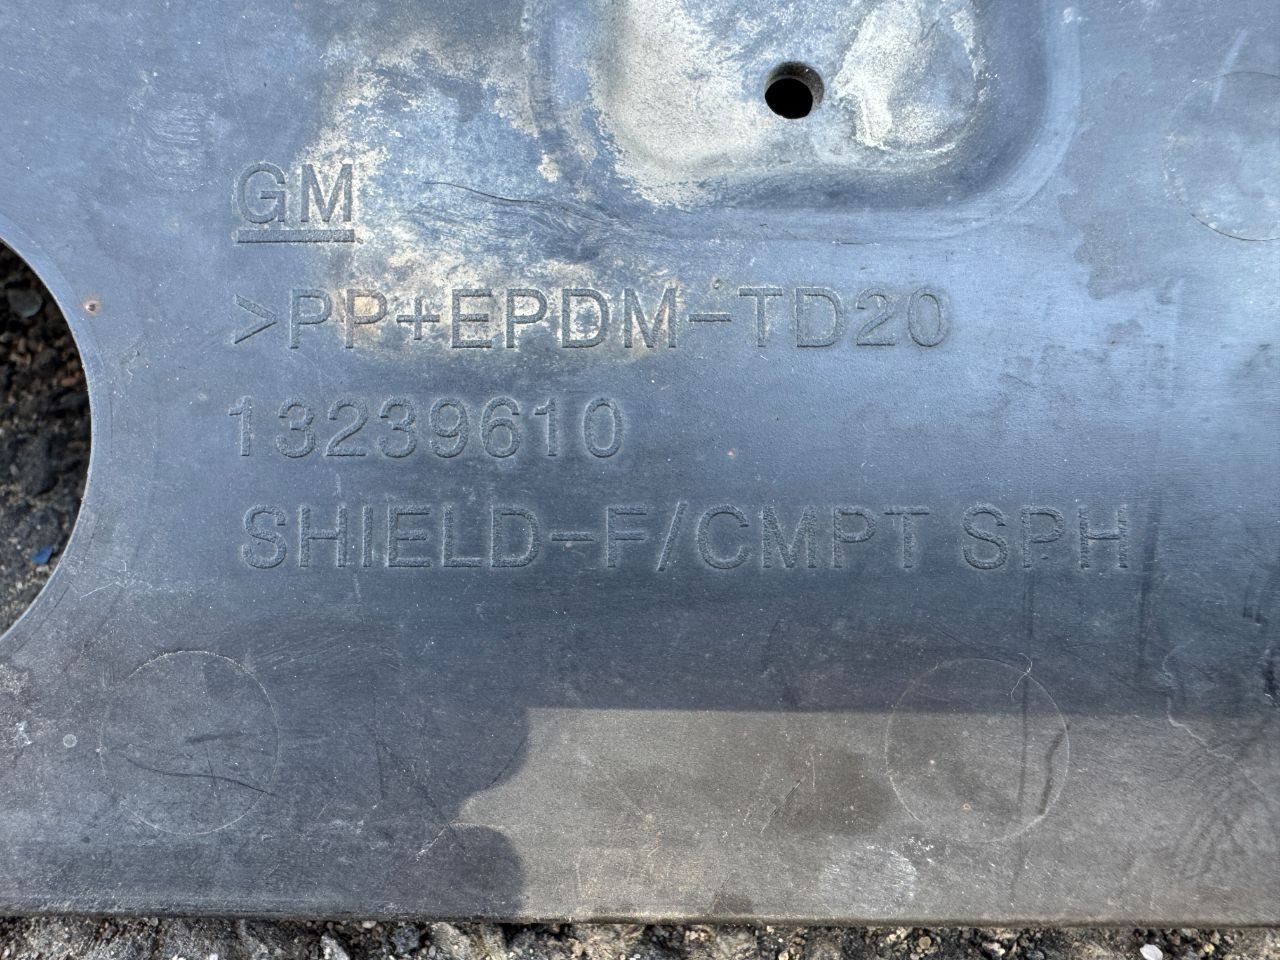 GM
>PP+EPDM-TD20
13239610
SHIELD-F/CMPT SPH